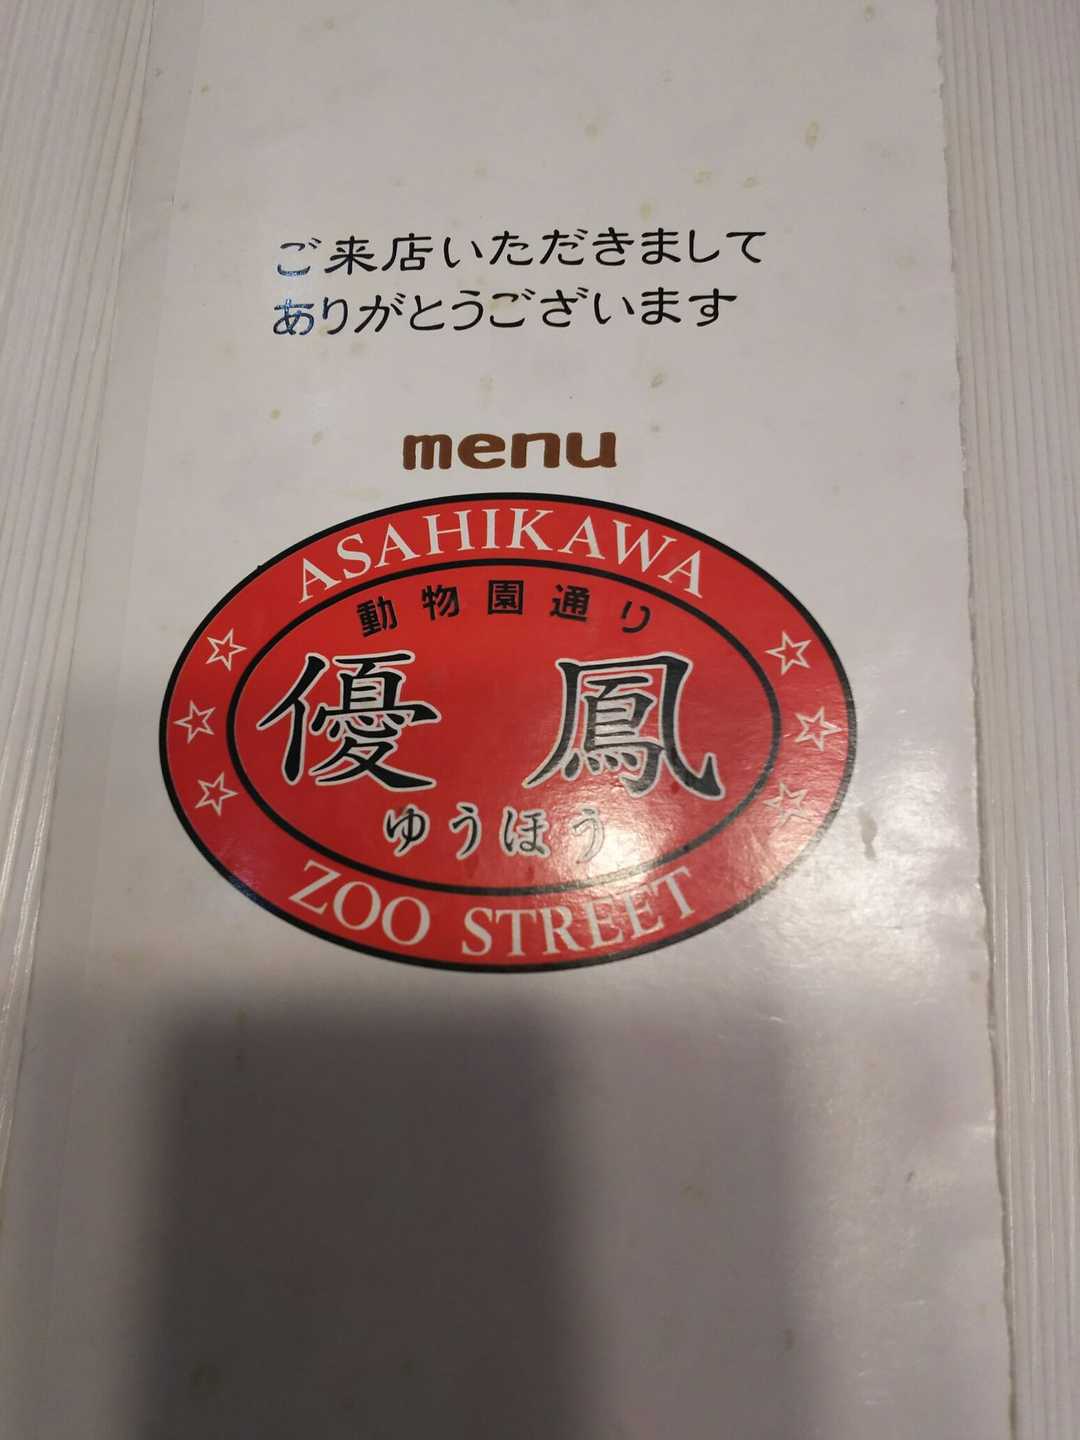 ご来店いただきまして
ありがとうございます
menu
ASAHIKAWA
動物園通り
優鳳
ゆうほう
ZOO STREET